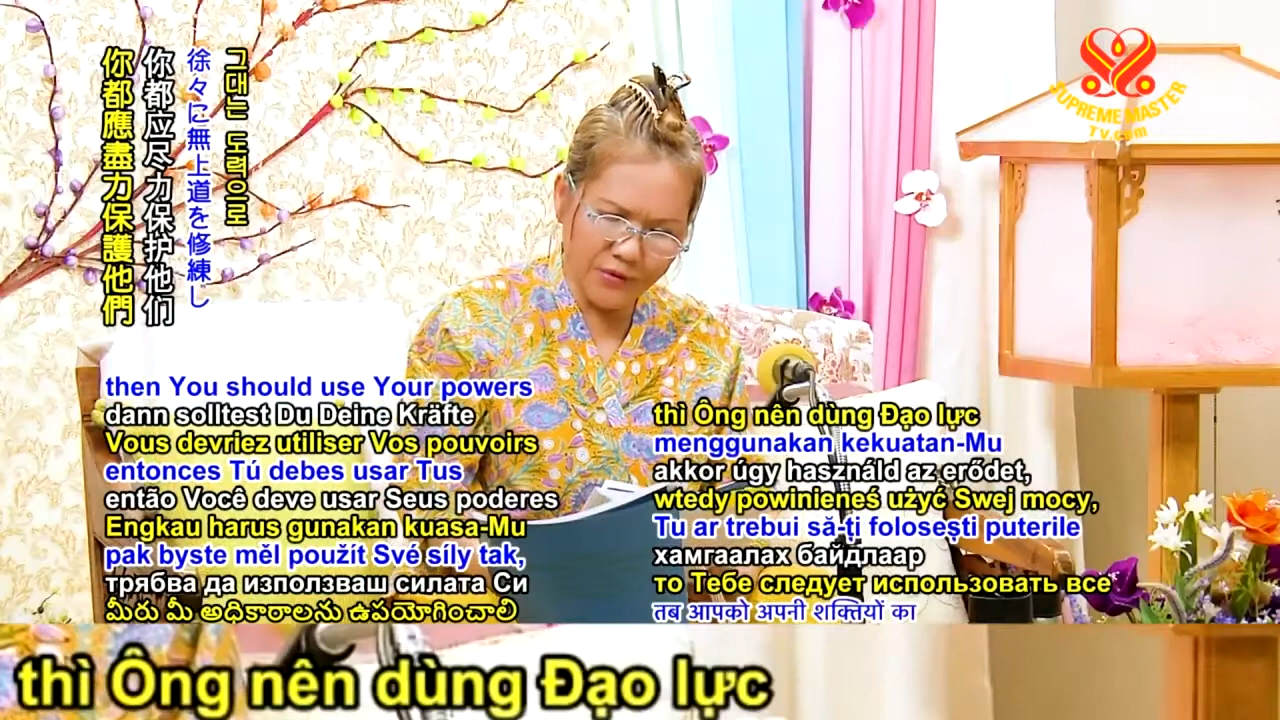 그대는 도력으로
徐々に無上道を修練し
你都应尽力保护他们
你都應盡力保護他們
SUPREME MASTER
TV.com
then You should use Your powers
dann solltest Du Deine Kräfte
Vous devriez utiliser Vos pouvoirs
entonces Tú debes usar Tus
então Você deve usar Seus poderes
Engkau harus gunakan kuasa-Mu
pak byste měl použít Své síly tak,
трябва да използваш силата Си
మీరు మీ అధికారాలను ఉపయోగించాలి
thì Ông nên dùng Đạo lực
menggunakan kekuatan-Mu
akkor úgy használd az erődet,
wtedy powinieneś użyć Swej mocy,
Tu ar trebui să-ți folosești puterile
хамгаалах байдлаар
то Тебе следует использовать все
तब आपको अपनी शक्तियों का
thì Ông nên dùng Đạo lực